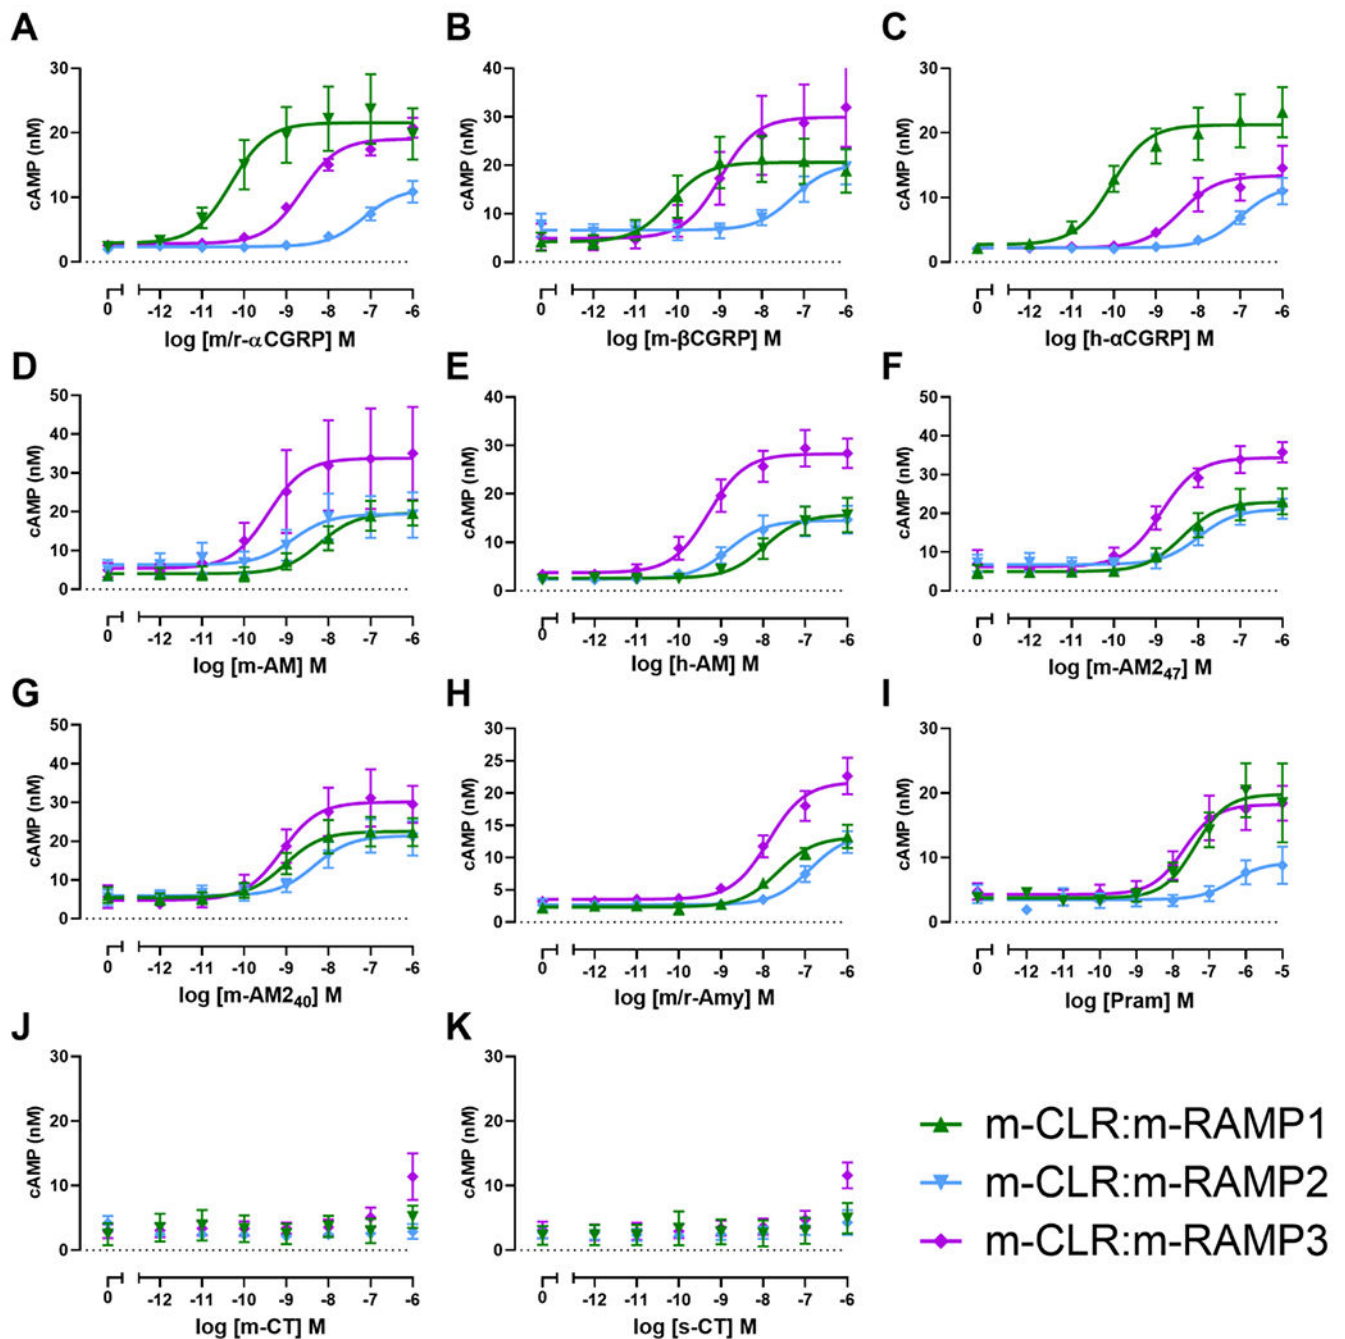 A
B
C
30
20
10
0
cAMP (nM)
0 -12 -11 -10 -9 -8 -7 -6
log [m/r-αCGRP] M
40
30
20
10
0
cAMP (nM)
0 -12 -11 -10 -9 -8 -7 -6
log [m-βCGRP] M
30
20
10
0
cAMP (nM)
0 -12 -11 -10 -9 -8 -7 -6
log [h-αCGRP] M
D
E
F
50
40
30
20
10
0
cAMP (nM)
0 -12 -11 -10 -9 -8 -7 -6
log [m-AM] M
40
30
20
10
0
cAMP (nM)
0 -12 -11 -10 -9 -8 -7 -6
log [h-AM] M
50
40
30
20
10
0
cAMP (nM)
0 -12 -11 -10 -9 -8 -7 -6
log [m-AM2₄₇] M
G
H
I
50
40
30
20
10
0
cAMP (nM)
0 -12 -11 -10 -9 -8 -7 -6
log [m-AM2₄₀] M
30
25
20
15
10
5
0
cAMP (nM)
0 -12 -11 -10 -9 -8 -7 -6
log [m/r-Amy] M
30
20
10
0
cAMP (nM)
0 -12 -11 -10 -9 -8 -7 -6 -5
log [Pram] M
J
K
30
20
10
0
cAMP (nM)
0 -12 -11 -10 -9 -8 -7 -6
log [m-CT] M
30
20
10
0
cAMP (nM)
0 -12 -11 -10 -9 -8 -7 -6
log [s-CT] M
m-CLR:m-RAMP1
m-CLR:m-RAMP2
m-CLR:m-RAMP3